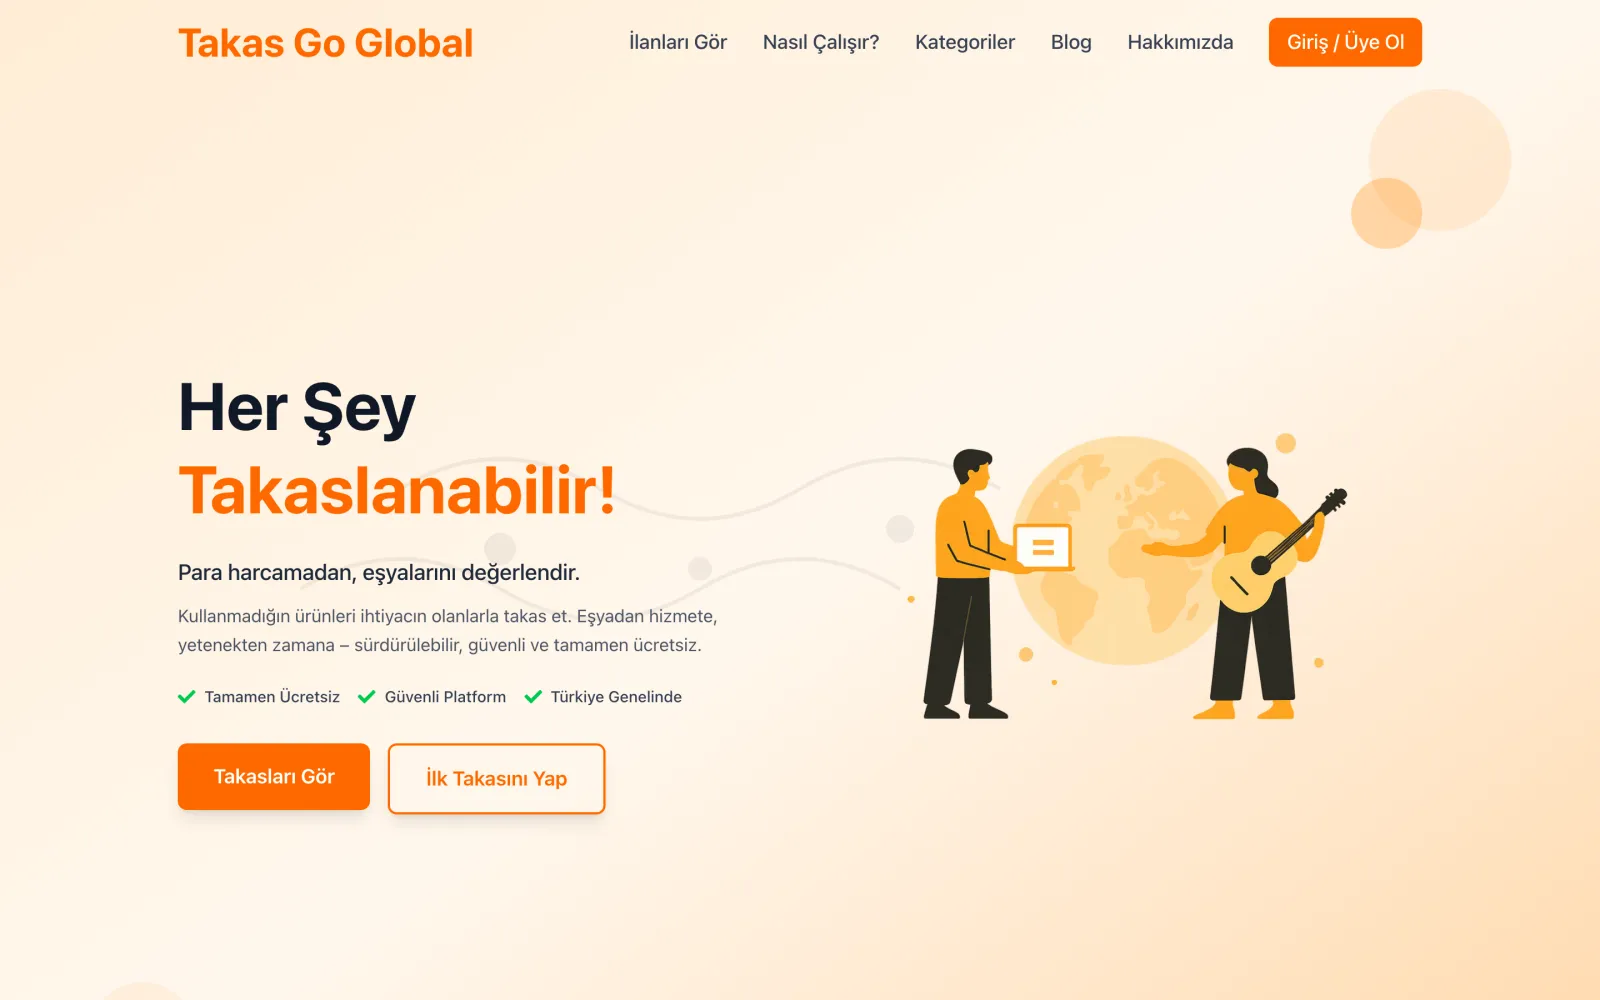 Takas Go Global
İlanları Gör
Nasıl Çalışır?
Kategoriler
Blog
Hakkımızda
Giriş / Üye Ol
Her Şey
Takaslanabilir!
Para harcamadan, eşyalarını değerlendir.
Kullanmadığın ürünleri ihtiyacın olanlarla takas et. Eşyadan hizmete,
yetenekten zamana – sürdürülebilir, güvenli ve tamamen ücretsiz.
Tamamen Ücretsiz
Güvenli Platform
Türkiye Genelinde
Takasları Gör
İlk Takasını Yap